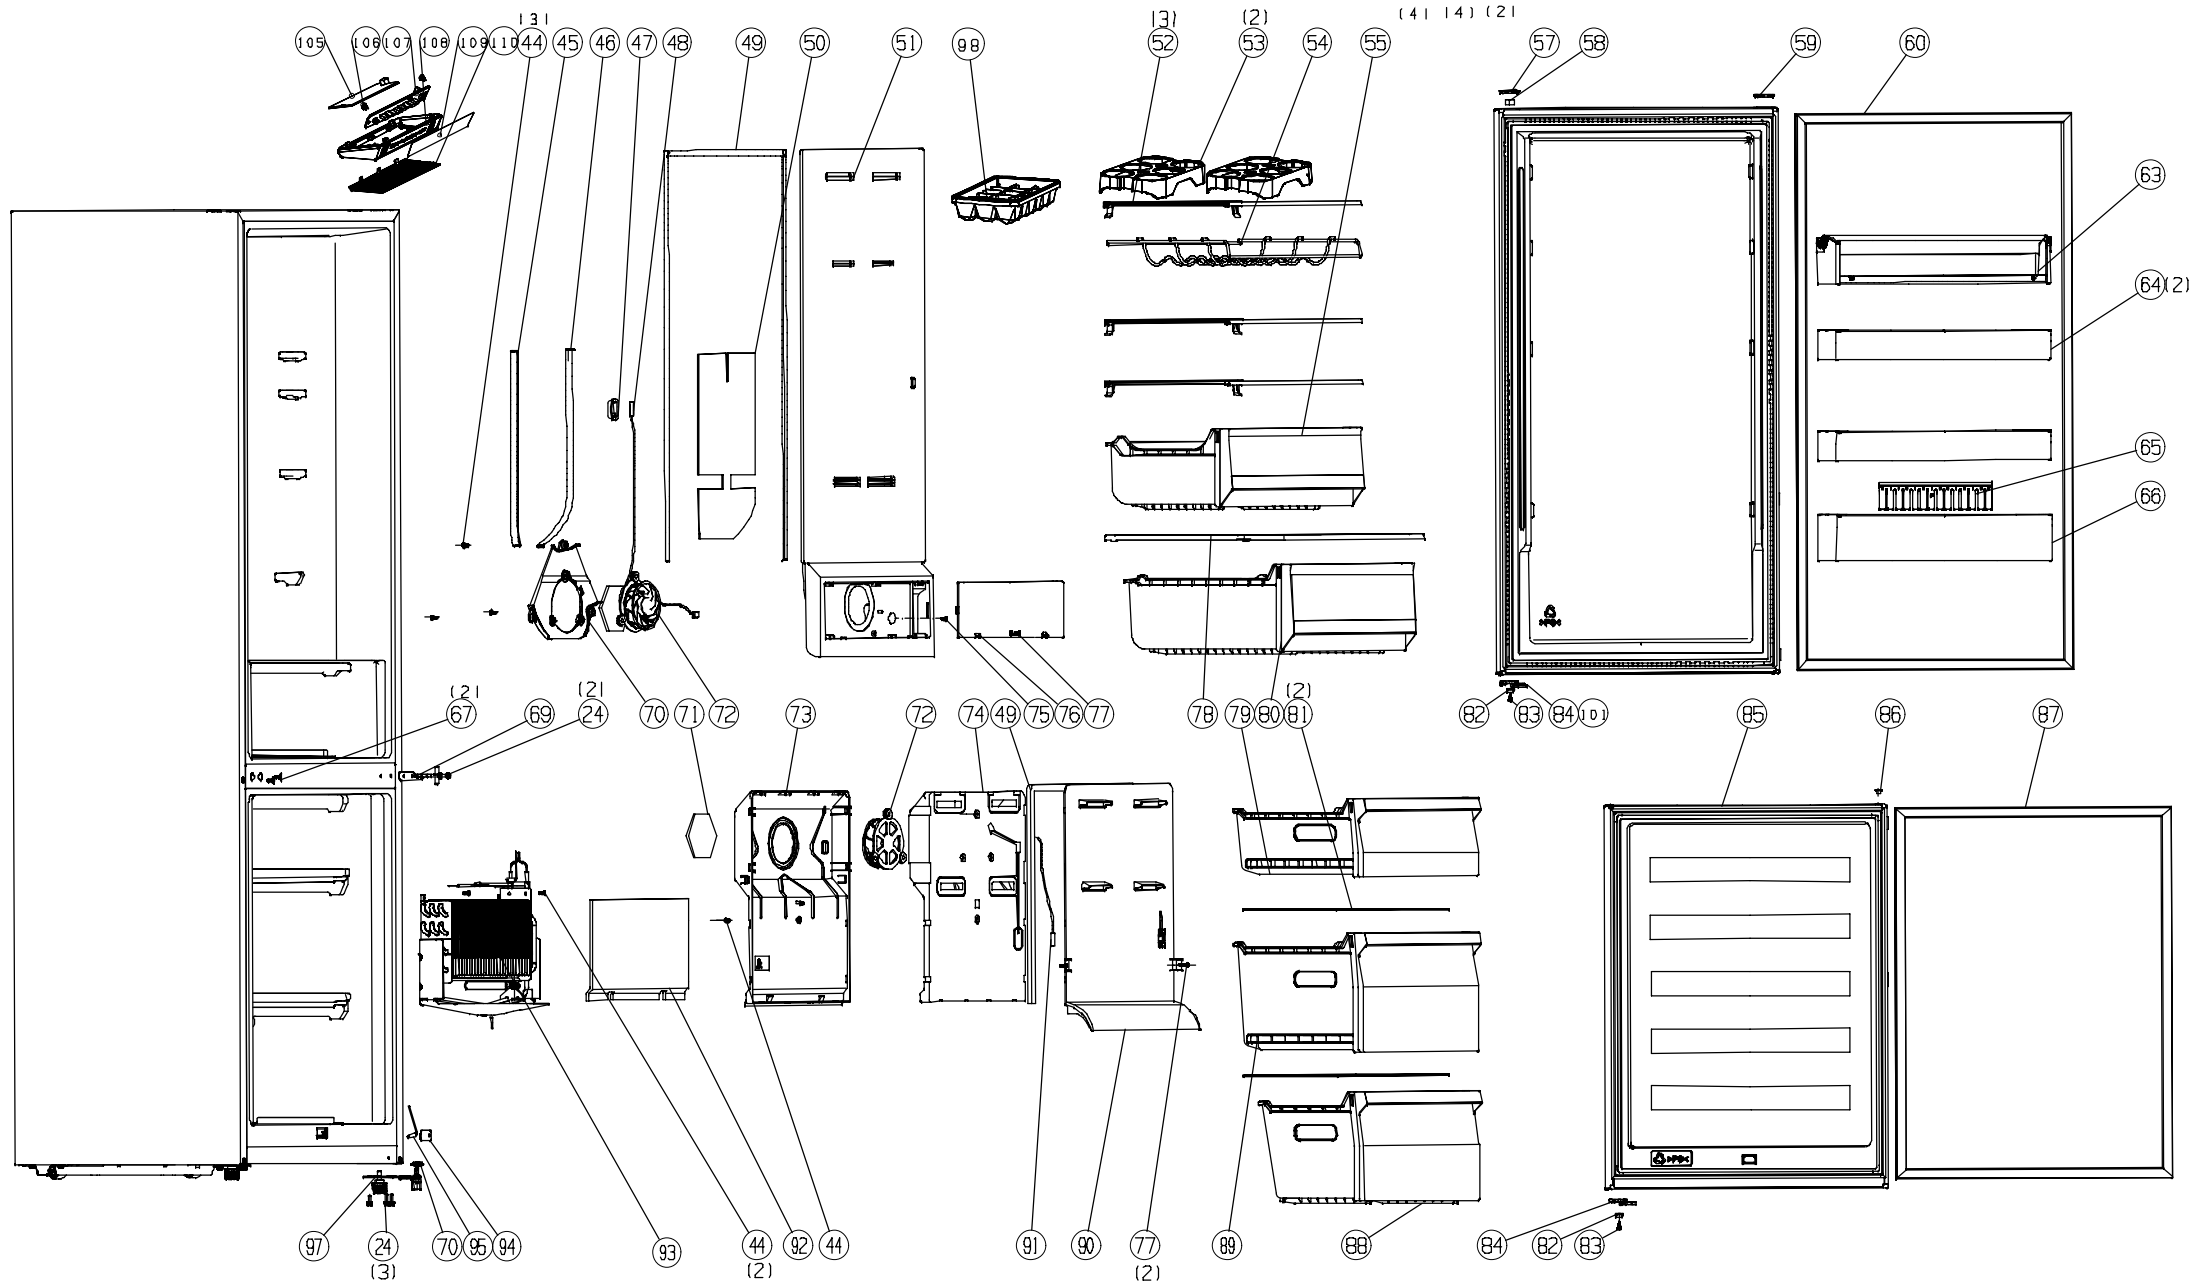 (3) (3) (2) (4) (4) (2)
105 106 107 108 109 110 44 45 46 47 48 49 50 51 98 52 53 54 55 57 58 59 60
63
64 (2)
65
66
>PS<
(2) (2) (2)
67 69 24 70 71 72 73 72 74 49 75 76 77 78 79 80 81 82 83 84 101 85 86 87
>PS<
97 24 70 95 94 93 44 92 44 91 90 77 89 88 84 82 83
(3) (2) (2)